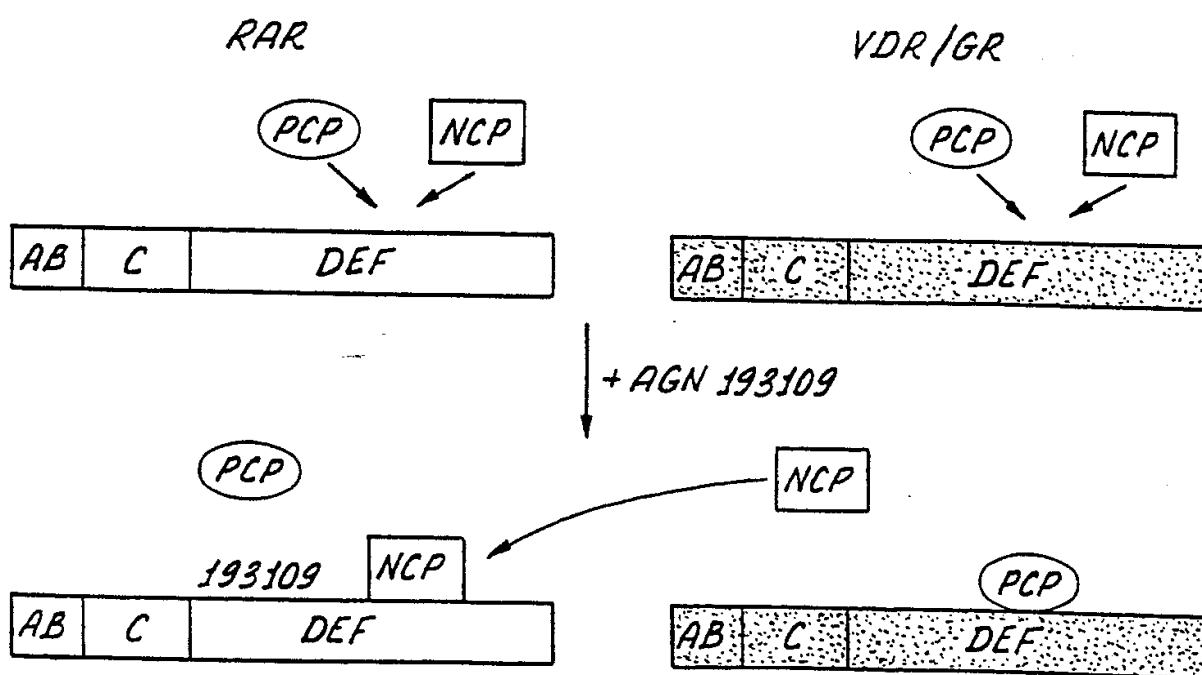 RAR
VDR/GR
PCP
NCP
PCP
NCP
AB C DEF
AB C DEF
+ AGN 193109
PCP
NCP
193109
NCP
PCP
AB C DEF
AB C DEF